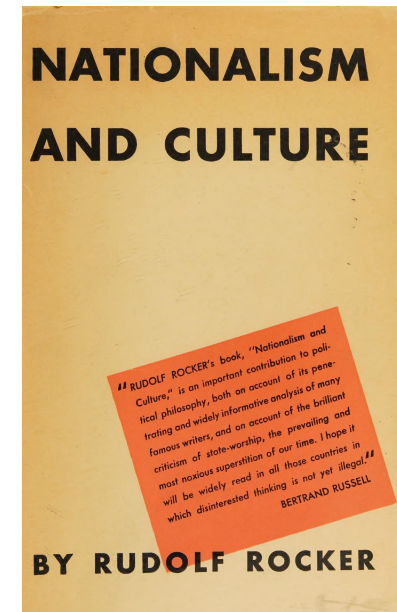 NATIONALISM
AND CULTURE
"RUDOLF ROCKER's book, "Nationalism and
Culture," is an important contribution to poli-
tical philosophy, both on account of its pene-
trating and widely informative analysis of many
famous writers, and on account of the brilliant
criticism of state-worship, the prevailing and
most noxious superstition of our time. I hope it
will be widely read in all those countries in
which disinterested thinking is not yet illegal."
BERTRAND RUSSELL
BY RUDOLF ROCKER